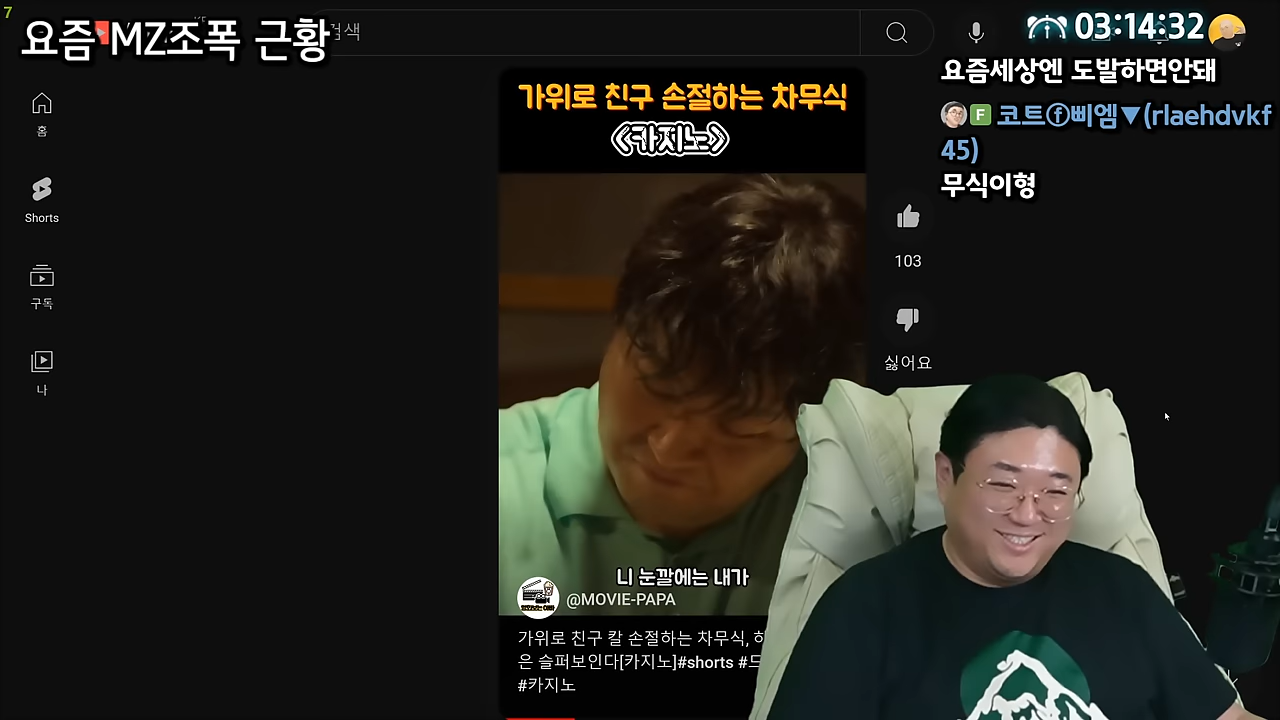 7
요즘 MZ조폭 근황
검색
03:14:32
요즘세상엔 도발하면안돼
F 코트ⓕ삐엠▼(rlaehdvkf
45)
무식이형
홈
Shorts
구독
나
가위로 친구 손절하는 차무식
《카지노》
103
싫어요
니 눈깔에는 내가
@MOVIE-PAPA
가위로 친구 칼 손절하는 차무식,
은 슬퍼보인다[카지노]#shorts
#카지노